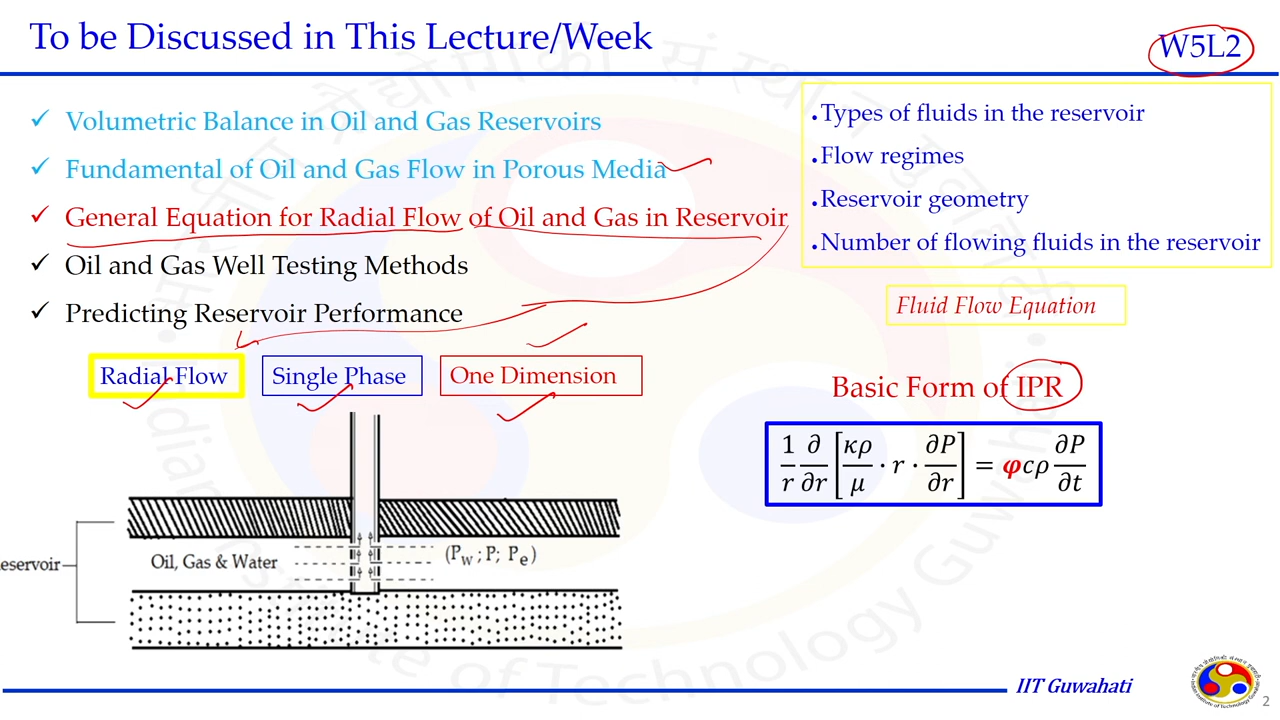 To be Discussed in This Lecture/Week
W5L2
✓ Volumetric Balance in Oil and Gas Reservoirs
✓ Fundamental of Oil and Gas Flow in Porous Media
✓ General Equation for Radial Flow of Oil and Gas in Reservoir
✓ Oil and Gas Well Testing Methods
✓ Predicting Reservoir Performance
• Types of fluids in the reservoir
• Flow regimes
• Reservoir geometry
• Number of flowing fluids in the reservoir
Fluid Flow Equation
Radial Flow
Single Phase
One Dimension
Basic Form of IPR
1/r ∂/∂r [κρ/μ · r · ∂P/∂r] = φcρ ∂P/∂t
eservoir
Oil, Gas & Water
(Pw ; P; Pe)
IIT Guwahati
2